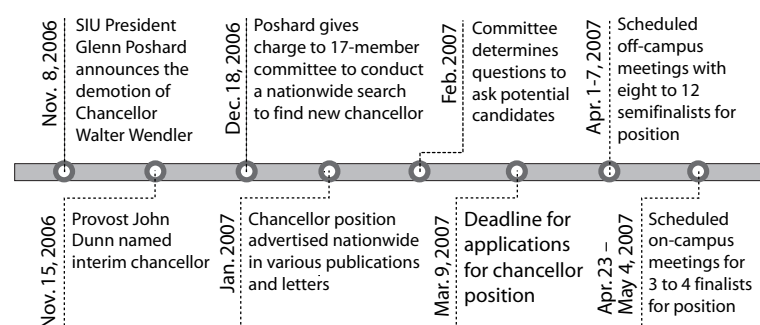 Nov. 8, 2006
SIU President
Glenn Poshard
announces the
demotion of
Chancellor
Walter Wendler
Nov. 15, 2006
Provost John
Dunn named
interim chancellor
Dec. 18, 2006
Poshard gives
charge to 17-member
committee to conduct
a nationwide search
to find new chancellor
Jan. 2007
Chancellor position
advertised nationwide
in various publications
and letters
Feb. 2007
Committee
determines
questions to
ask potential
candidates
Mar. 9, 2007
Deadline for
applications
for chancellor
position
Apr. 1-7, 2007
Scheduled
off-campus
meetings with
eight to 12
semifinalists for
position
Apr. 23 –
May 4, 2007
Scheduled
on-campus
meetings for
3 to 4 finalists
for position